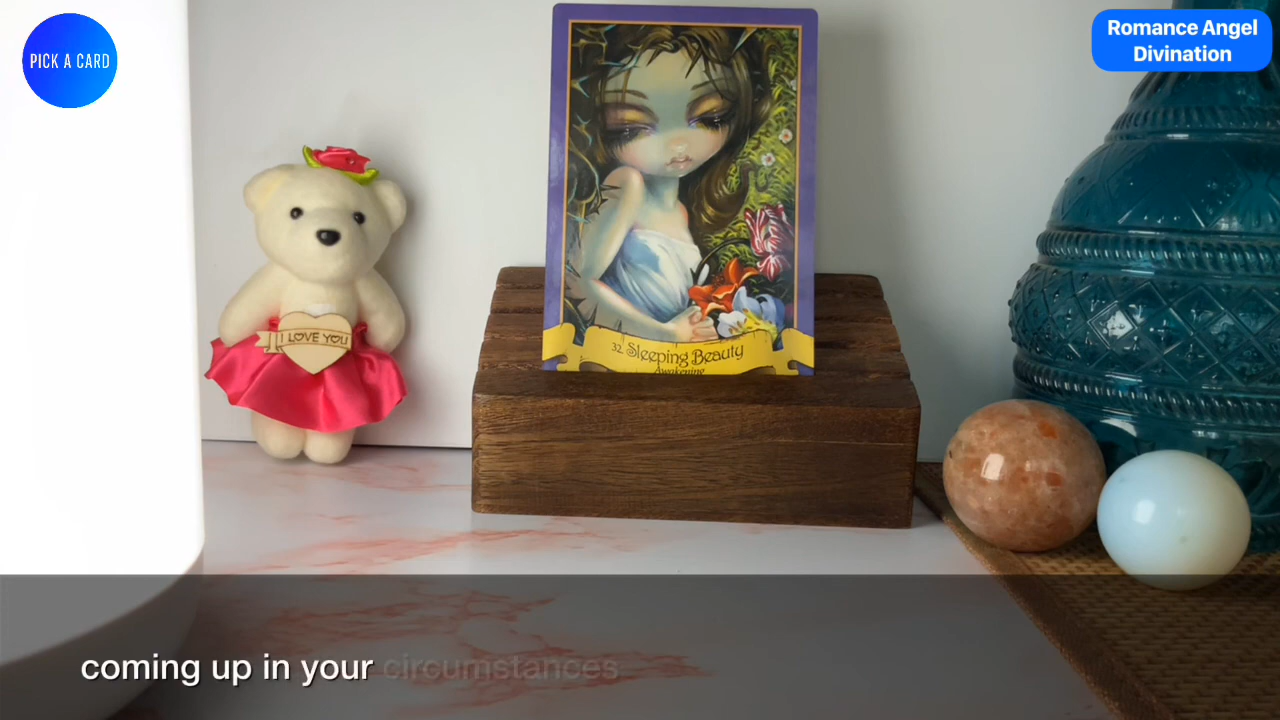 PICK A CARD
Romance Angel
Divination
I LOVE YOU
32. Sleeping Beauty
Awakening
coming up in your circumstances